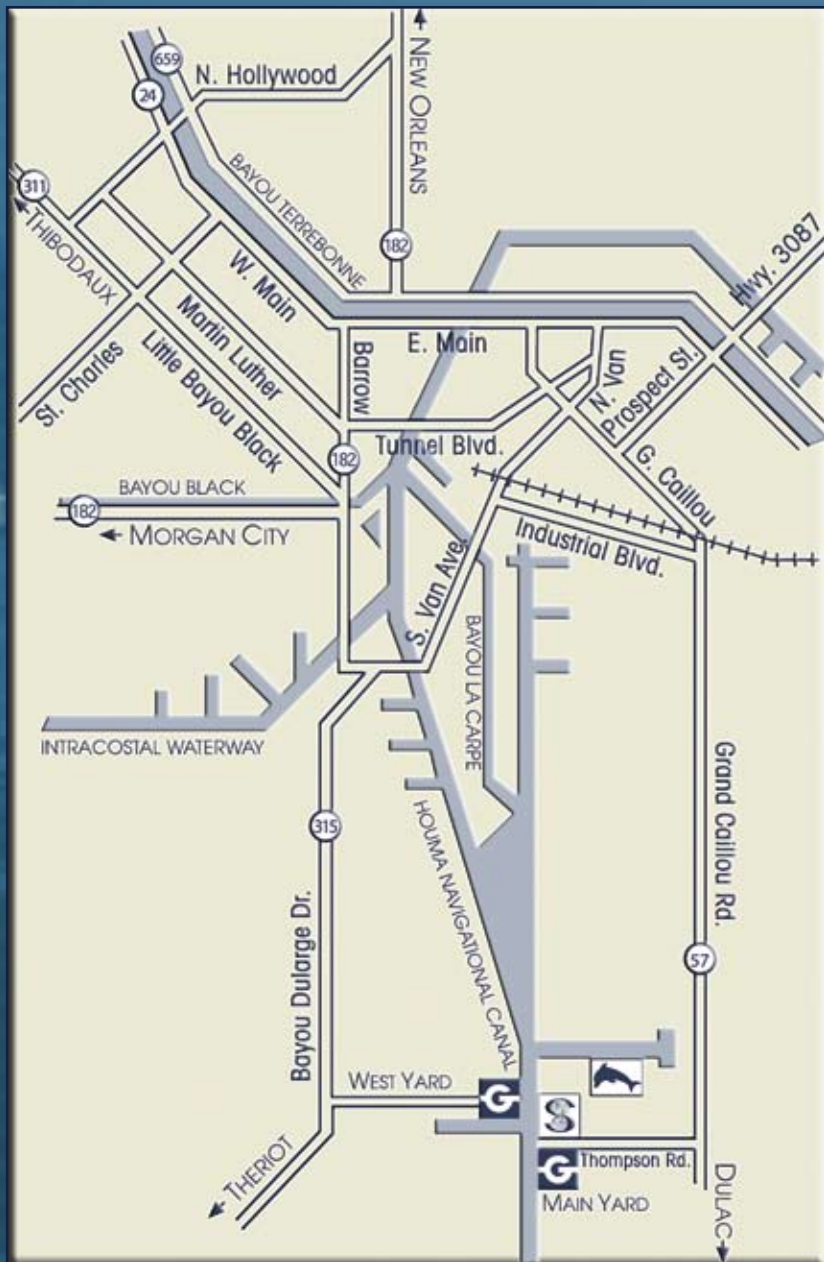 659
N. Hollywood
24
NEW ORLEANS
BAYOU TERREBONNE
311
THIBODAUX
182
Hwy. 3087
W. Main
Martin Luther
E. Main
Barrow
N. Van
Prospect St.
St. Charles
Little Bayou Black
Tunnel Blvd.
G. Caillou
182
BAYOU BLACK
182
MORGAN CITY
Industrial Blvd.
S. Van Ave.
BAYOU LA CARPE
INTRACOSTAL WATERWAY
315
HOUMA NAVIGATIONAL CANAL
Grand Caillou Rd.
Bayou Dularge Dr.
57
WEST YARD
G
S
THERIOT
G
Thompson Rd.
MAIN YARD
DULAC